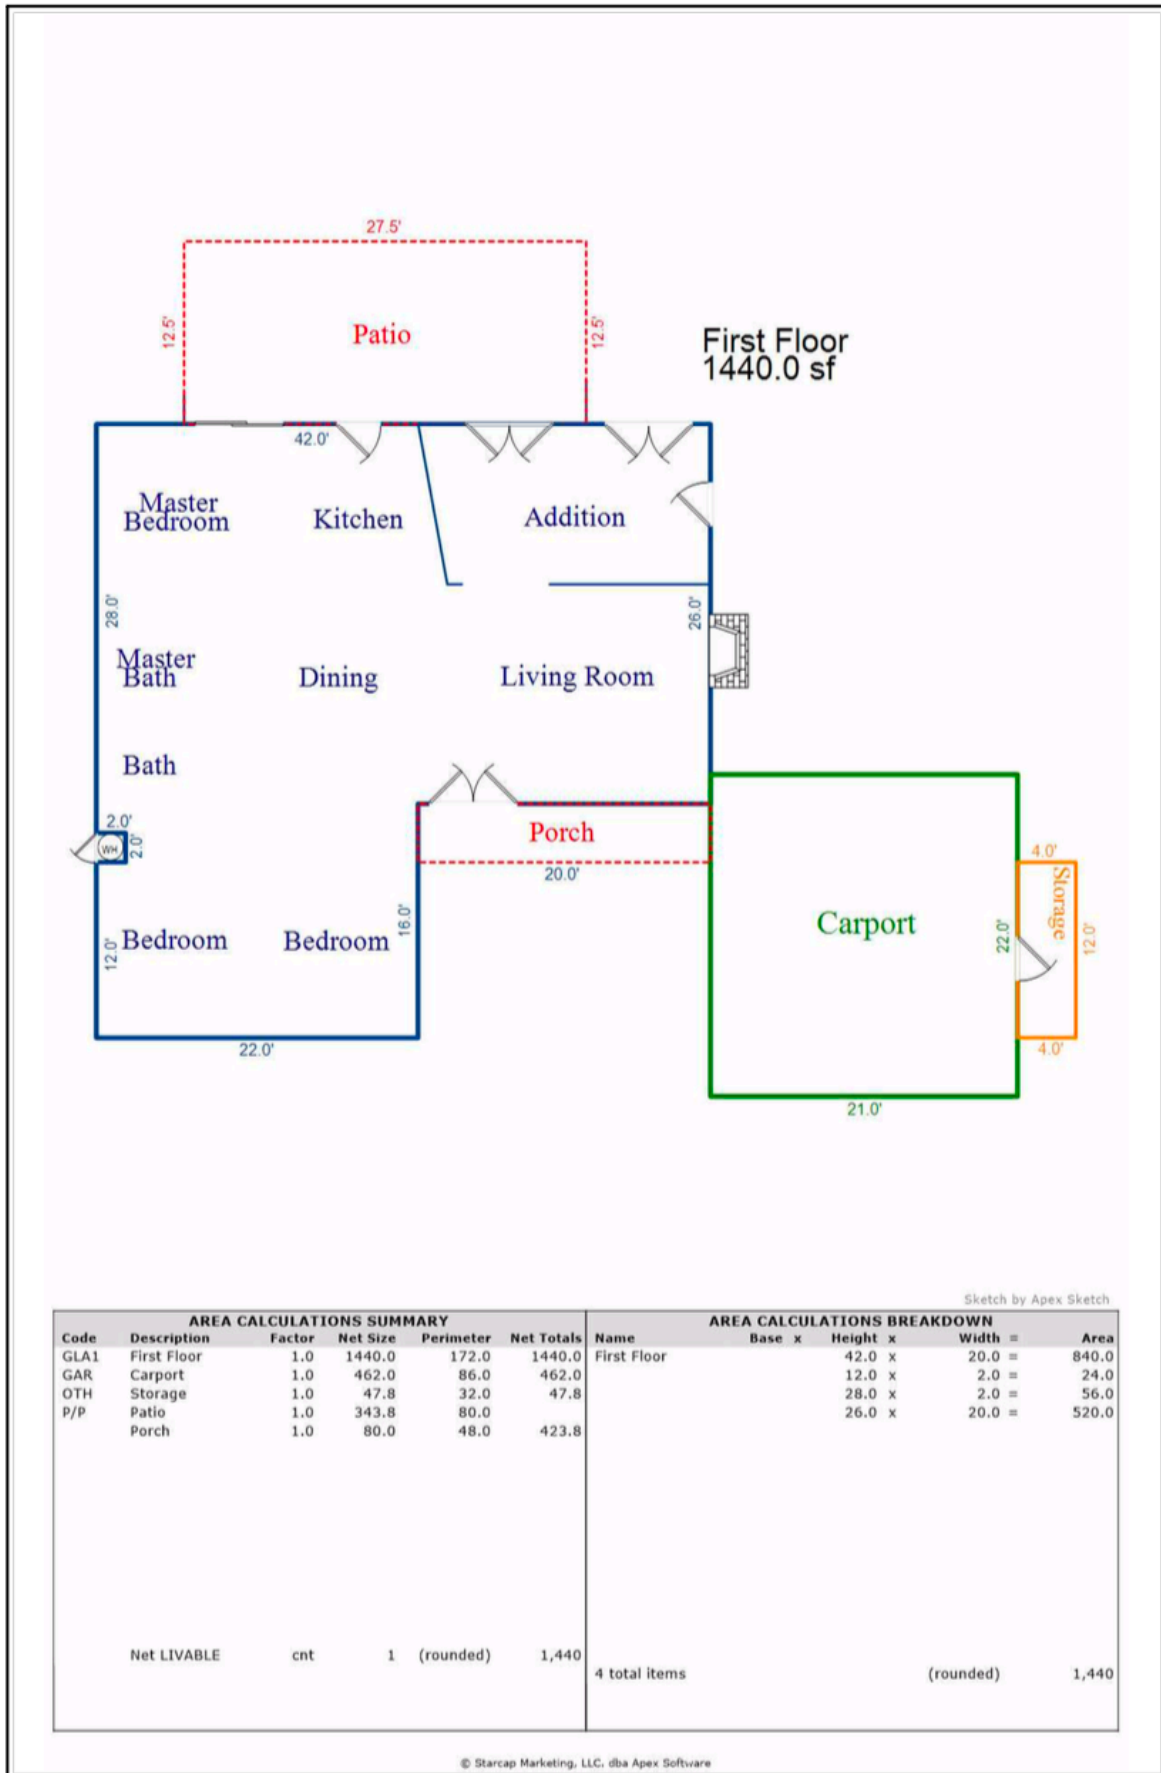 27.5'
12.5'
Patio
12.5'
First Floor
1440.0 sf
42.0'
Master
Bedroom
Kitchen
Addition
28.0'
26.0'
Master
Bath
Dining
Living Room
Bath
2.0'
2.0'
WH
Porch
20.0'
4.0'
Storage
Carport
22.0'
12.0'
12.0'
Bedroom
Bedroom
16.0'
22.0'
4.0'
21.0'
Sketch by Apex Sketch
AREA CALCULATIONS SUMMARY
Code Description Factor Net Size Perimeter Net Totals
GLA1 First Floor 1.0 1440.0 172.0 1440.0
GAR Carport 1.0 462.0 86.0 462.0
OTH Storage 1.0 47.8 32.0 47.8
P/P Patio 1.0 343.8 80.0
Porch 1.0 80.0 48.0 423.8
Net LIVABLE cnt 1 (rounded) 1,440
AREA CALCULATIONS BREAKDOWN
Name Base x Height x Width = Area
First Floor 42.0 x 20.0 = 840.0
12.0 x 2.0 = 24.0
28.0 x 2.0 = 56.0
26.0 x 20.0 = 520.0
4 total items (rounded) 1,440
© Starcap Marketing, LLC. dba Apex Software